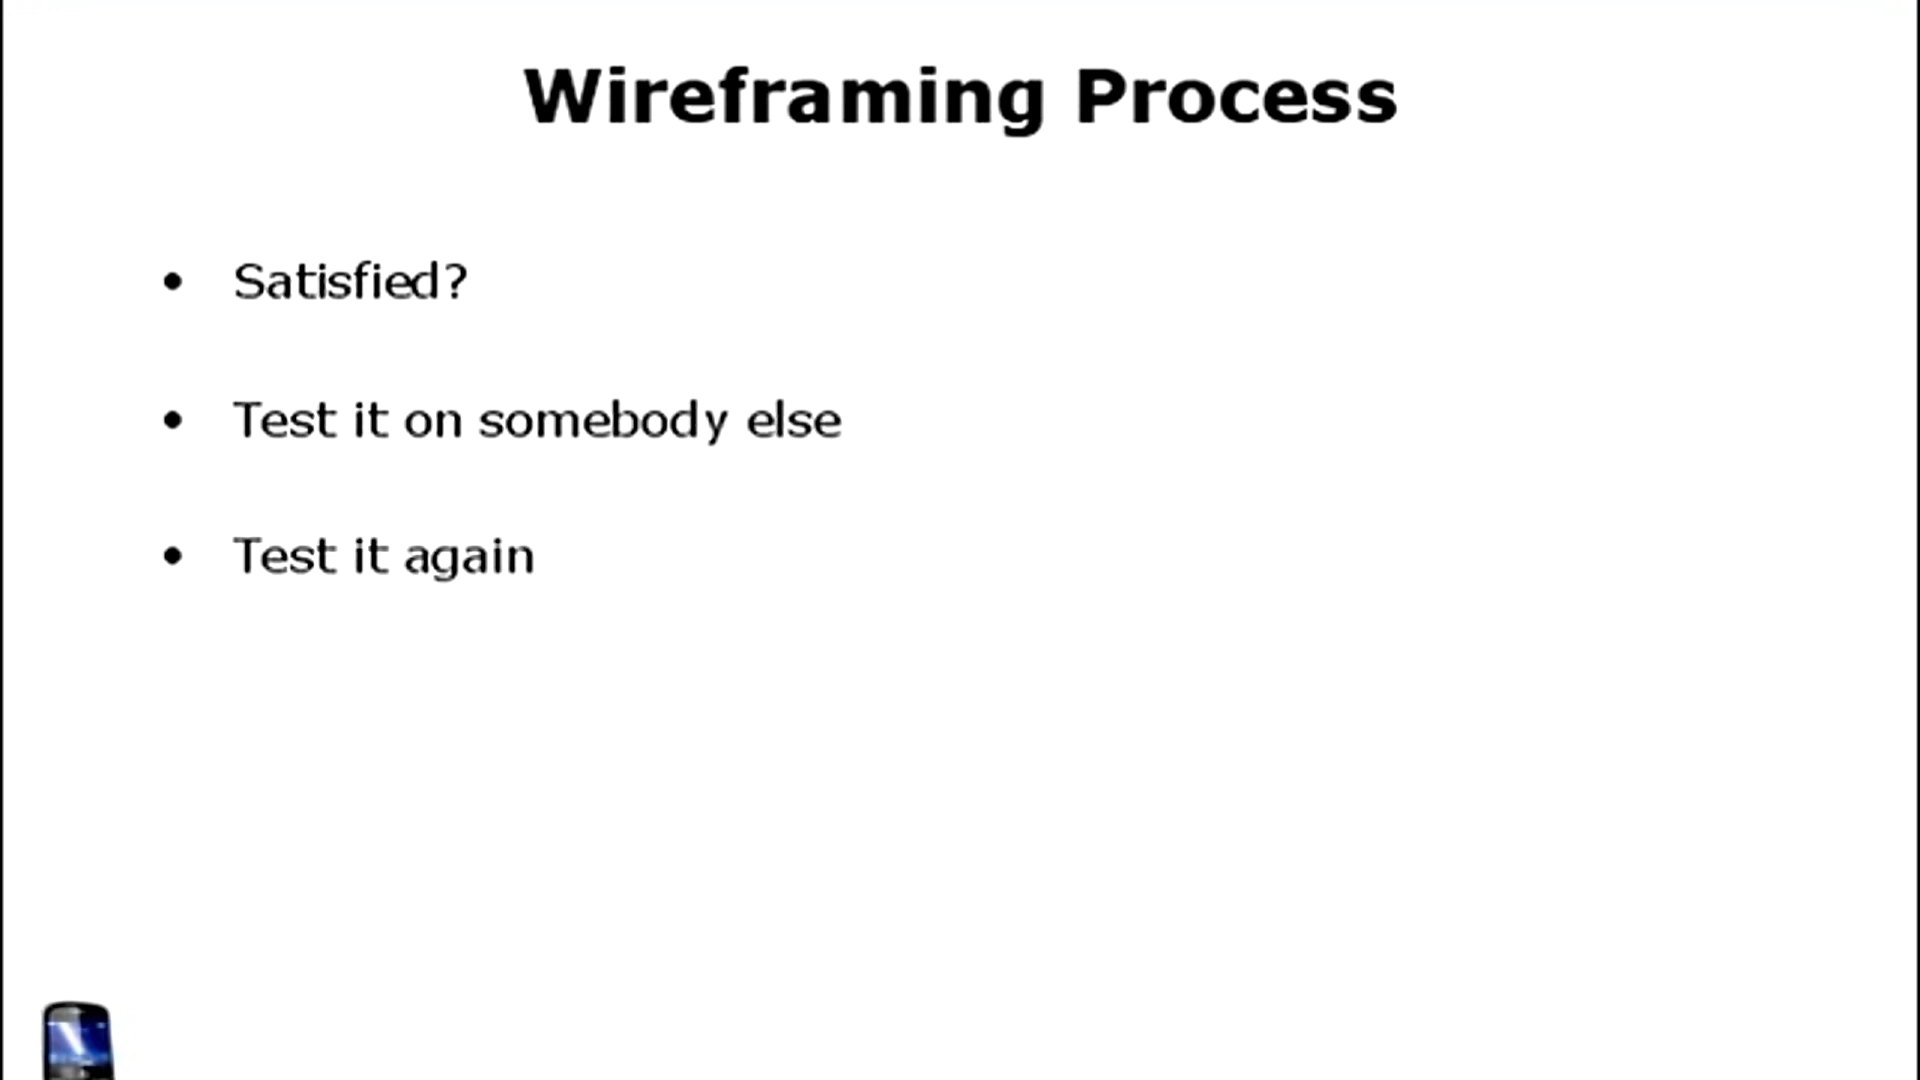 Wireframing Process
• Satisfied?
• Test it on somebody else
• Test it again